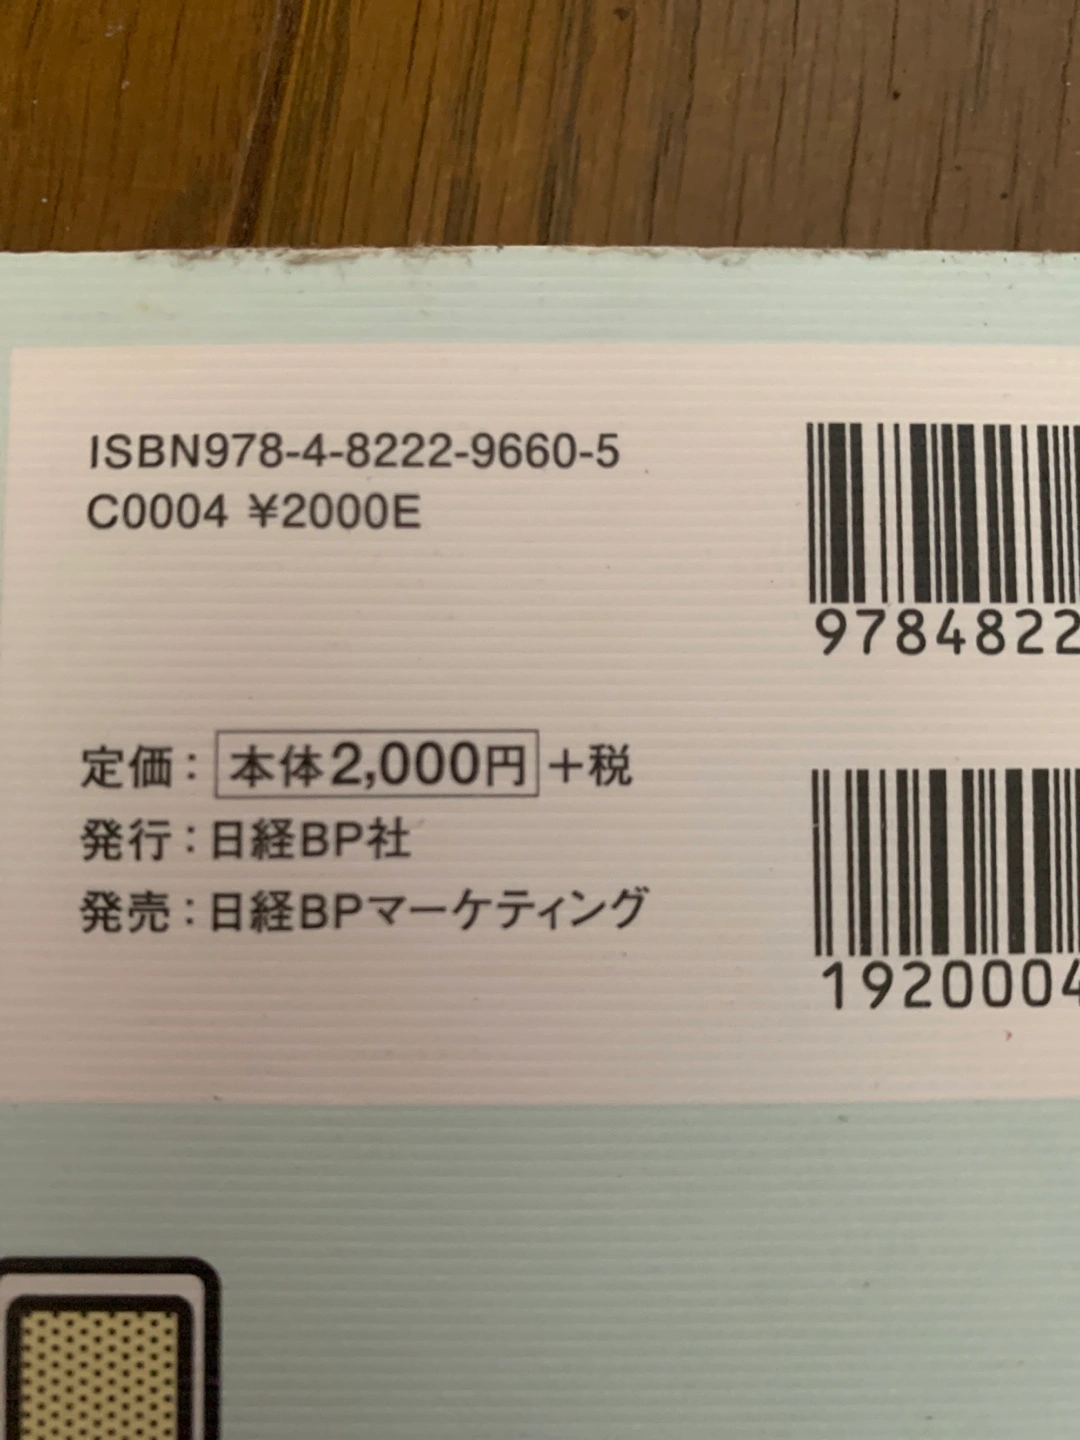 ISBN978-4-8222-9660-5
C0004 ¥2000E
9784822
定価：本体2,000円+税
発行：日経BP社
発売：日経BPマーケティング
1920004